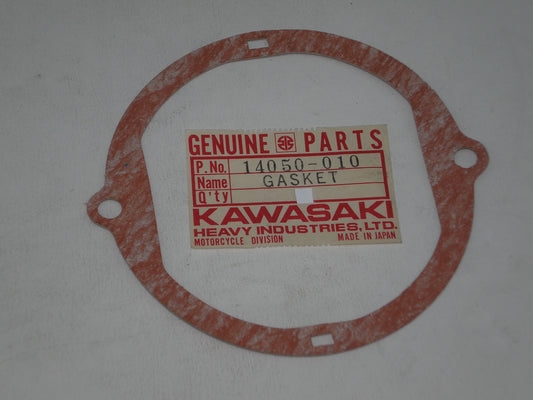 GENUINE PARTS
P.No. 14050-010
Name GASKET
Q'ty
KAWASAKI
HEAVY INDUSTRIES, LTD.
MOTORCYCLE DIVISION MADE IN JAPAN